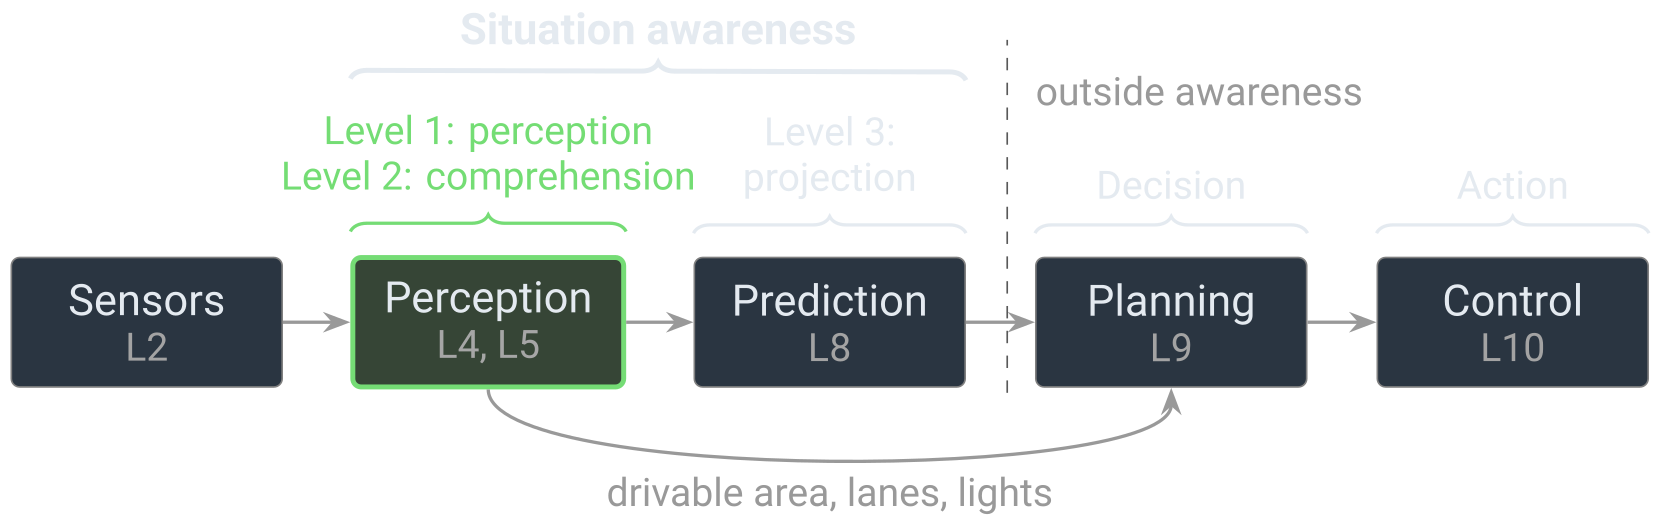 Situation awareness
outside awareness
Level 1: perception
Level 2: comprehension
Level 3:
projection
Decision
Action
Sensors
L2
Perception
L4, L5
Prediction
L8
Planning
L9
Control
L10
drivable area, lanes, lights